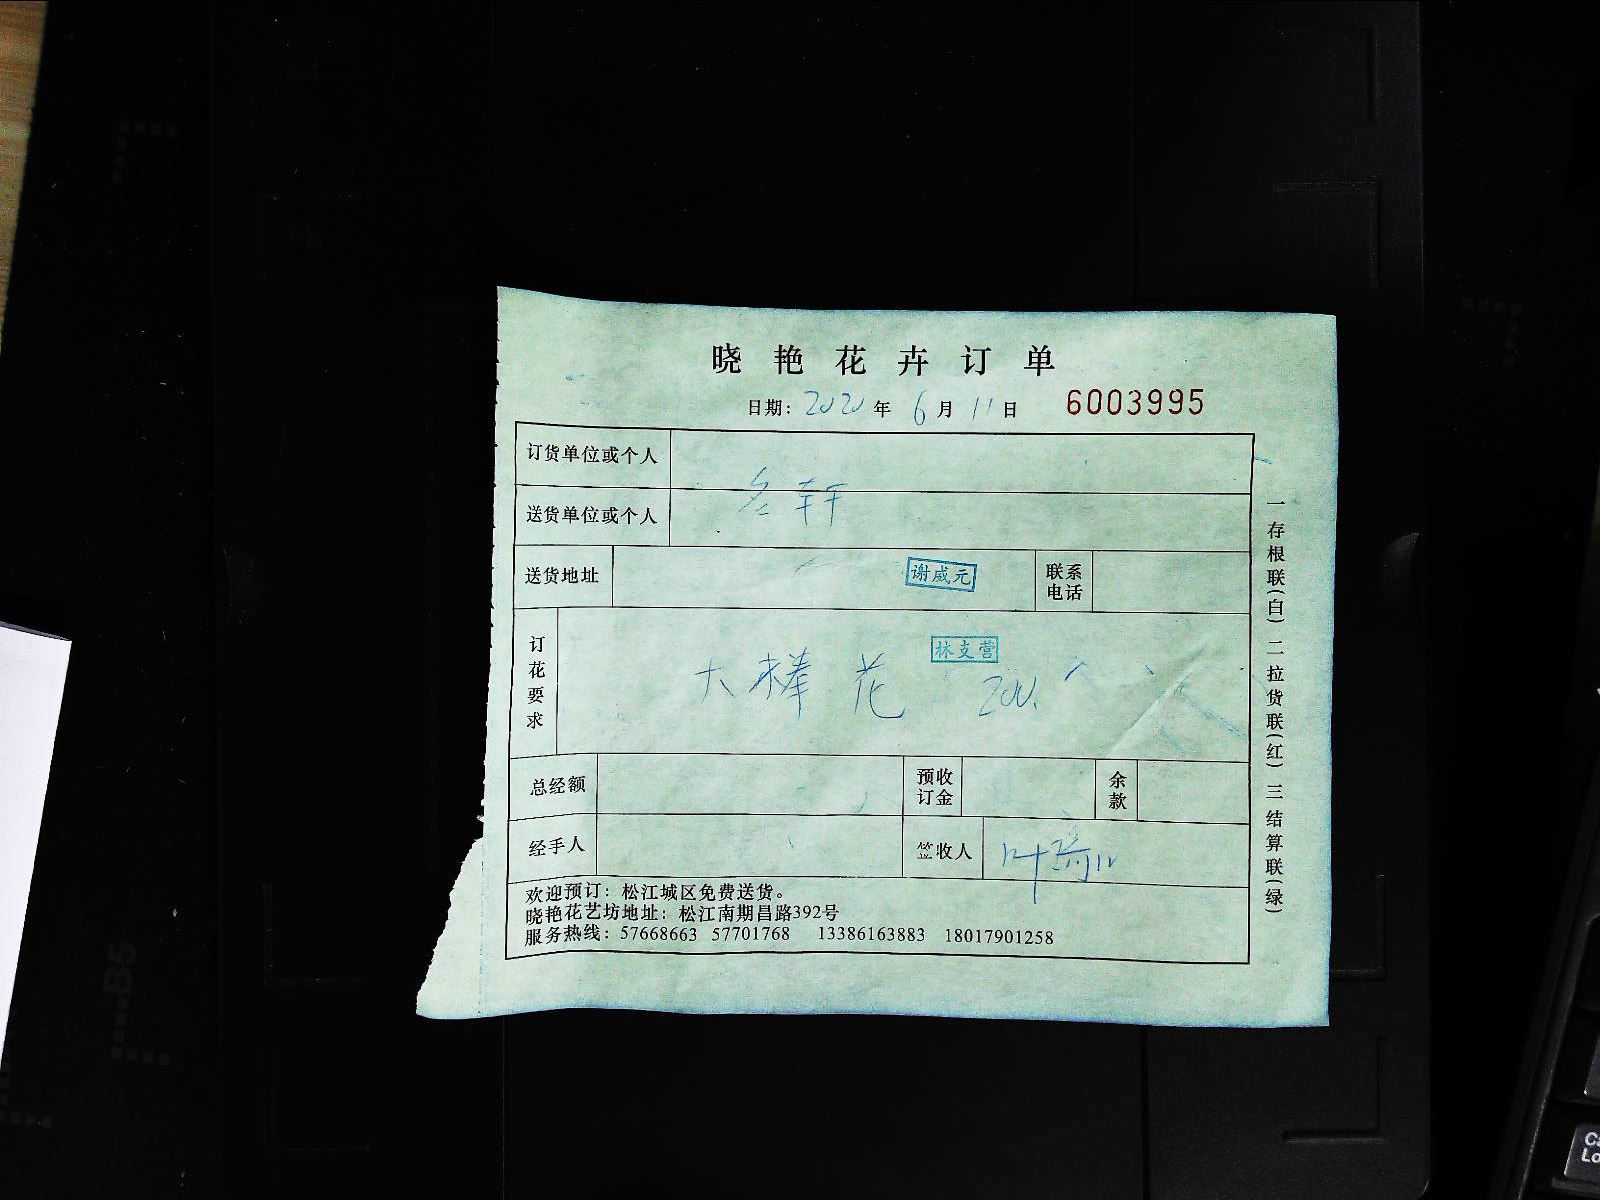 晓艳花卉订单
日期：2020年6月11日 6003995
订货单位或个人
送货单位或个人
轩
送货地址 谢威元 联系电话
订花要求 大棒花 林支营
总经额 预收订金 余款
经手人 签收人 叶
欢迎预订：松江城区免费送货。
晓艳花艺坊地址：松江南期昌路392号
服务热线：57668663 57701768 13386163883 18017901258
一存根联(白) 二拉货联(红) 三结算联(绿)
B5